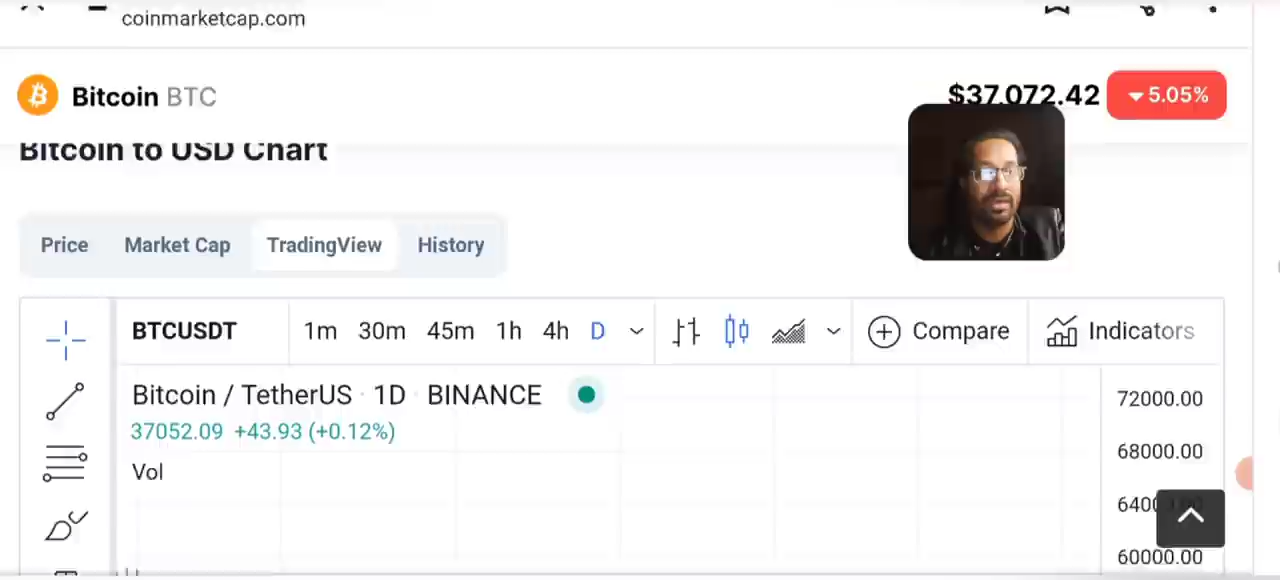 coinmarketcap.com
Bitcoin BTC
$37,072.42
5.05%
Bitcoin to USD Chart
Price Market Cap TradingView History
BTCUSDT 1m 30m 45m 1h 4h D Compare Indicators
Bitcoin / TetherUS · 1D · BINANCE
37052.09 +43.93 (+0.12%)
Vol
72000.00
68000.00
60000.00